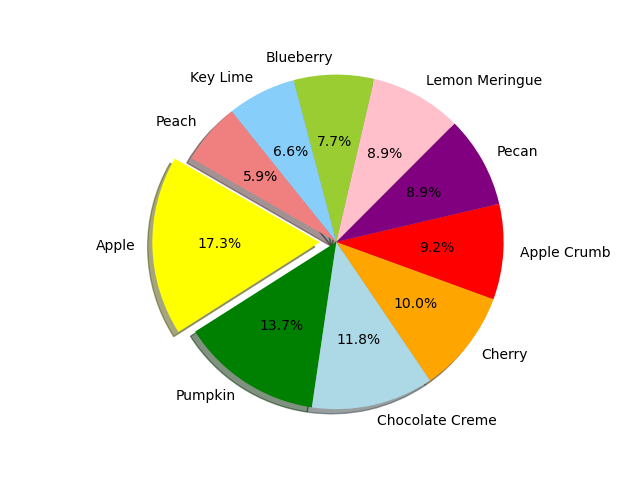 Blueberry
Key Lime
Lemon Meringue
Peach
7.7%
6.6%
8.9%
Pecan
5.9%
8.9%
Apple
17.3%
9.2%
Apple Crumb
10.0%
13.7%
11.8%
Cherry
Pumpkin
Chocolate Creme